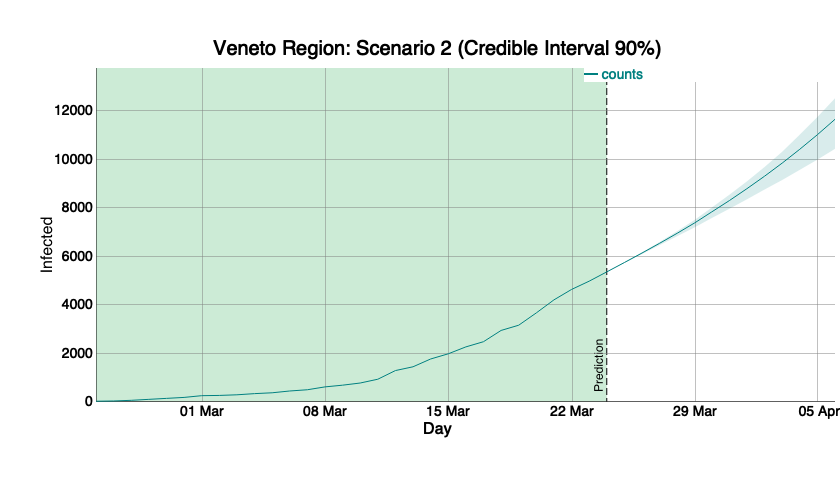 Veneto Region: Scenario 2 (Credible Interval 90%)
counts
12000
10000
8000
6000
4000
2000
0
Infected
Prediction
01 Mar
08 Mar
15 Mar
22 Mar
29 Mar
05 Apr
Day